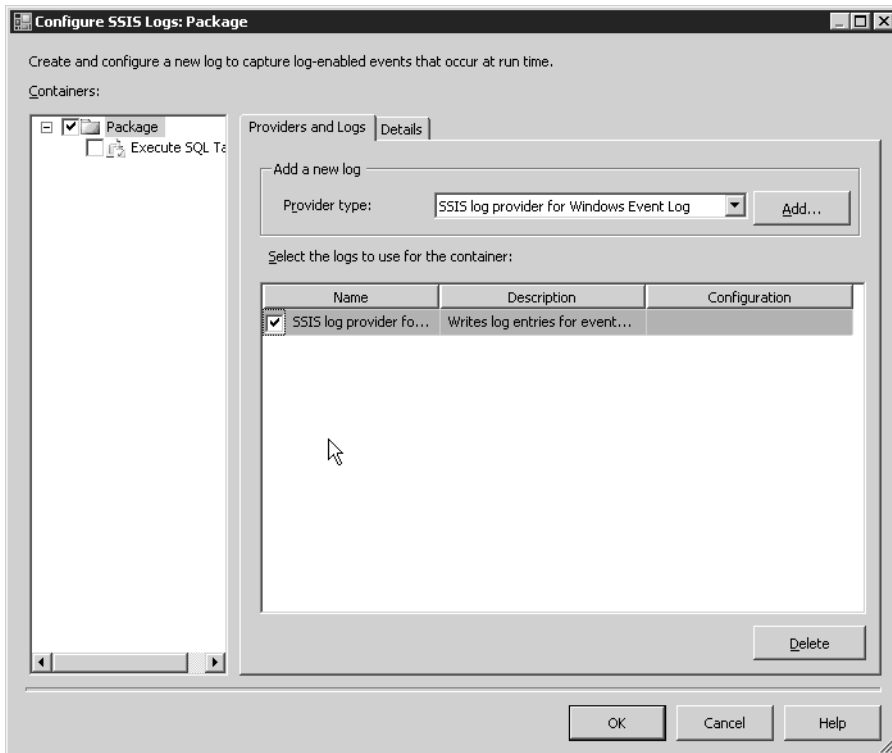 Configure SSIS Logs: Package
Create and configure a new log to capture log-enabled events that occur at run time.
Containers:
Package
Execute SQL Ta
Providers and Logs
Details
Add a new log
Provider type:
SSIS log provider for Windows Event Log
Add...
Select the logs to use for the container:
Name Description Configuration
SSIS log provider fo... Writes log entries for event...
Delete
OK Cancel Help